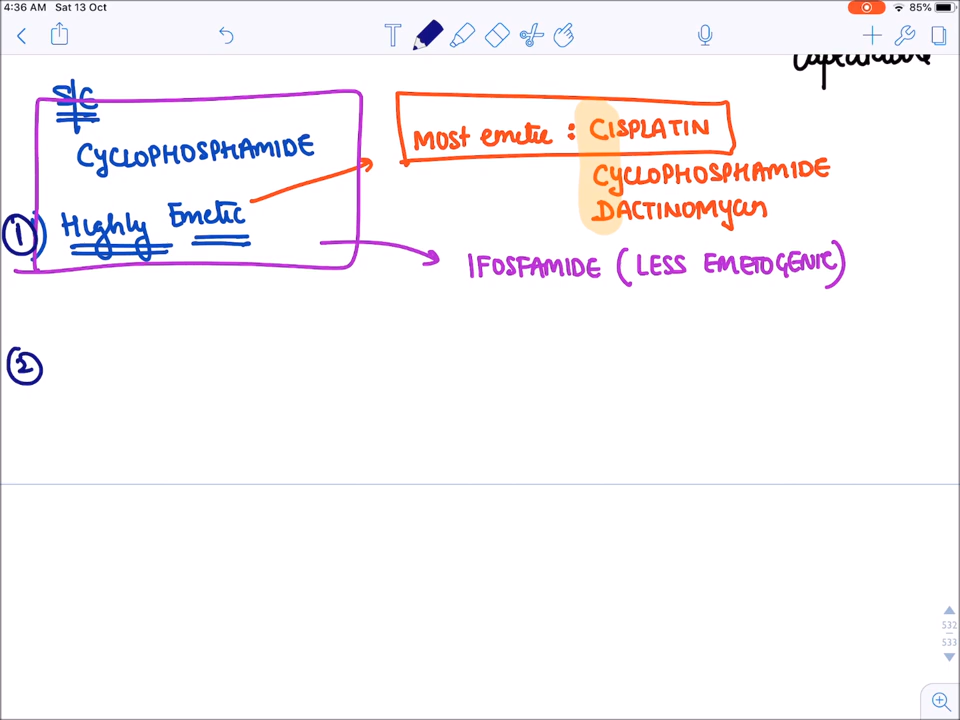 4:36 AM Sat 13 Oct
85%
T
S/C
CYCLOPHOSPHAMIDE
1) Highly Emetic
MOST emetic : CISPLATIN
CYCLOPHOSPHAMIDE
DACTINOMYCIN
IFOSFAMIDE (LESS EMETOGENIC)
2
532
533